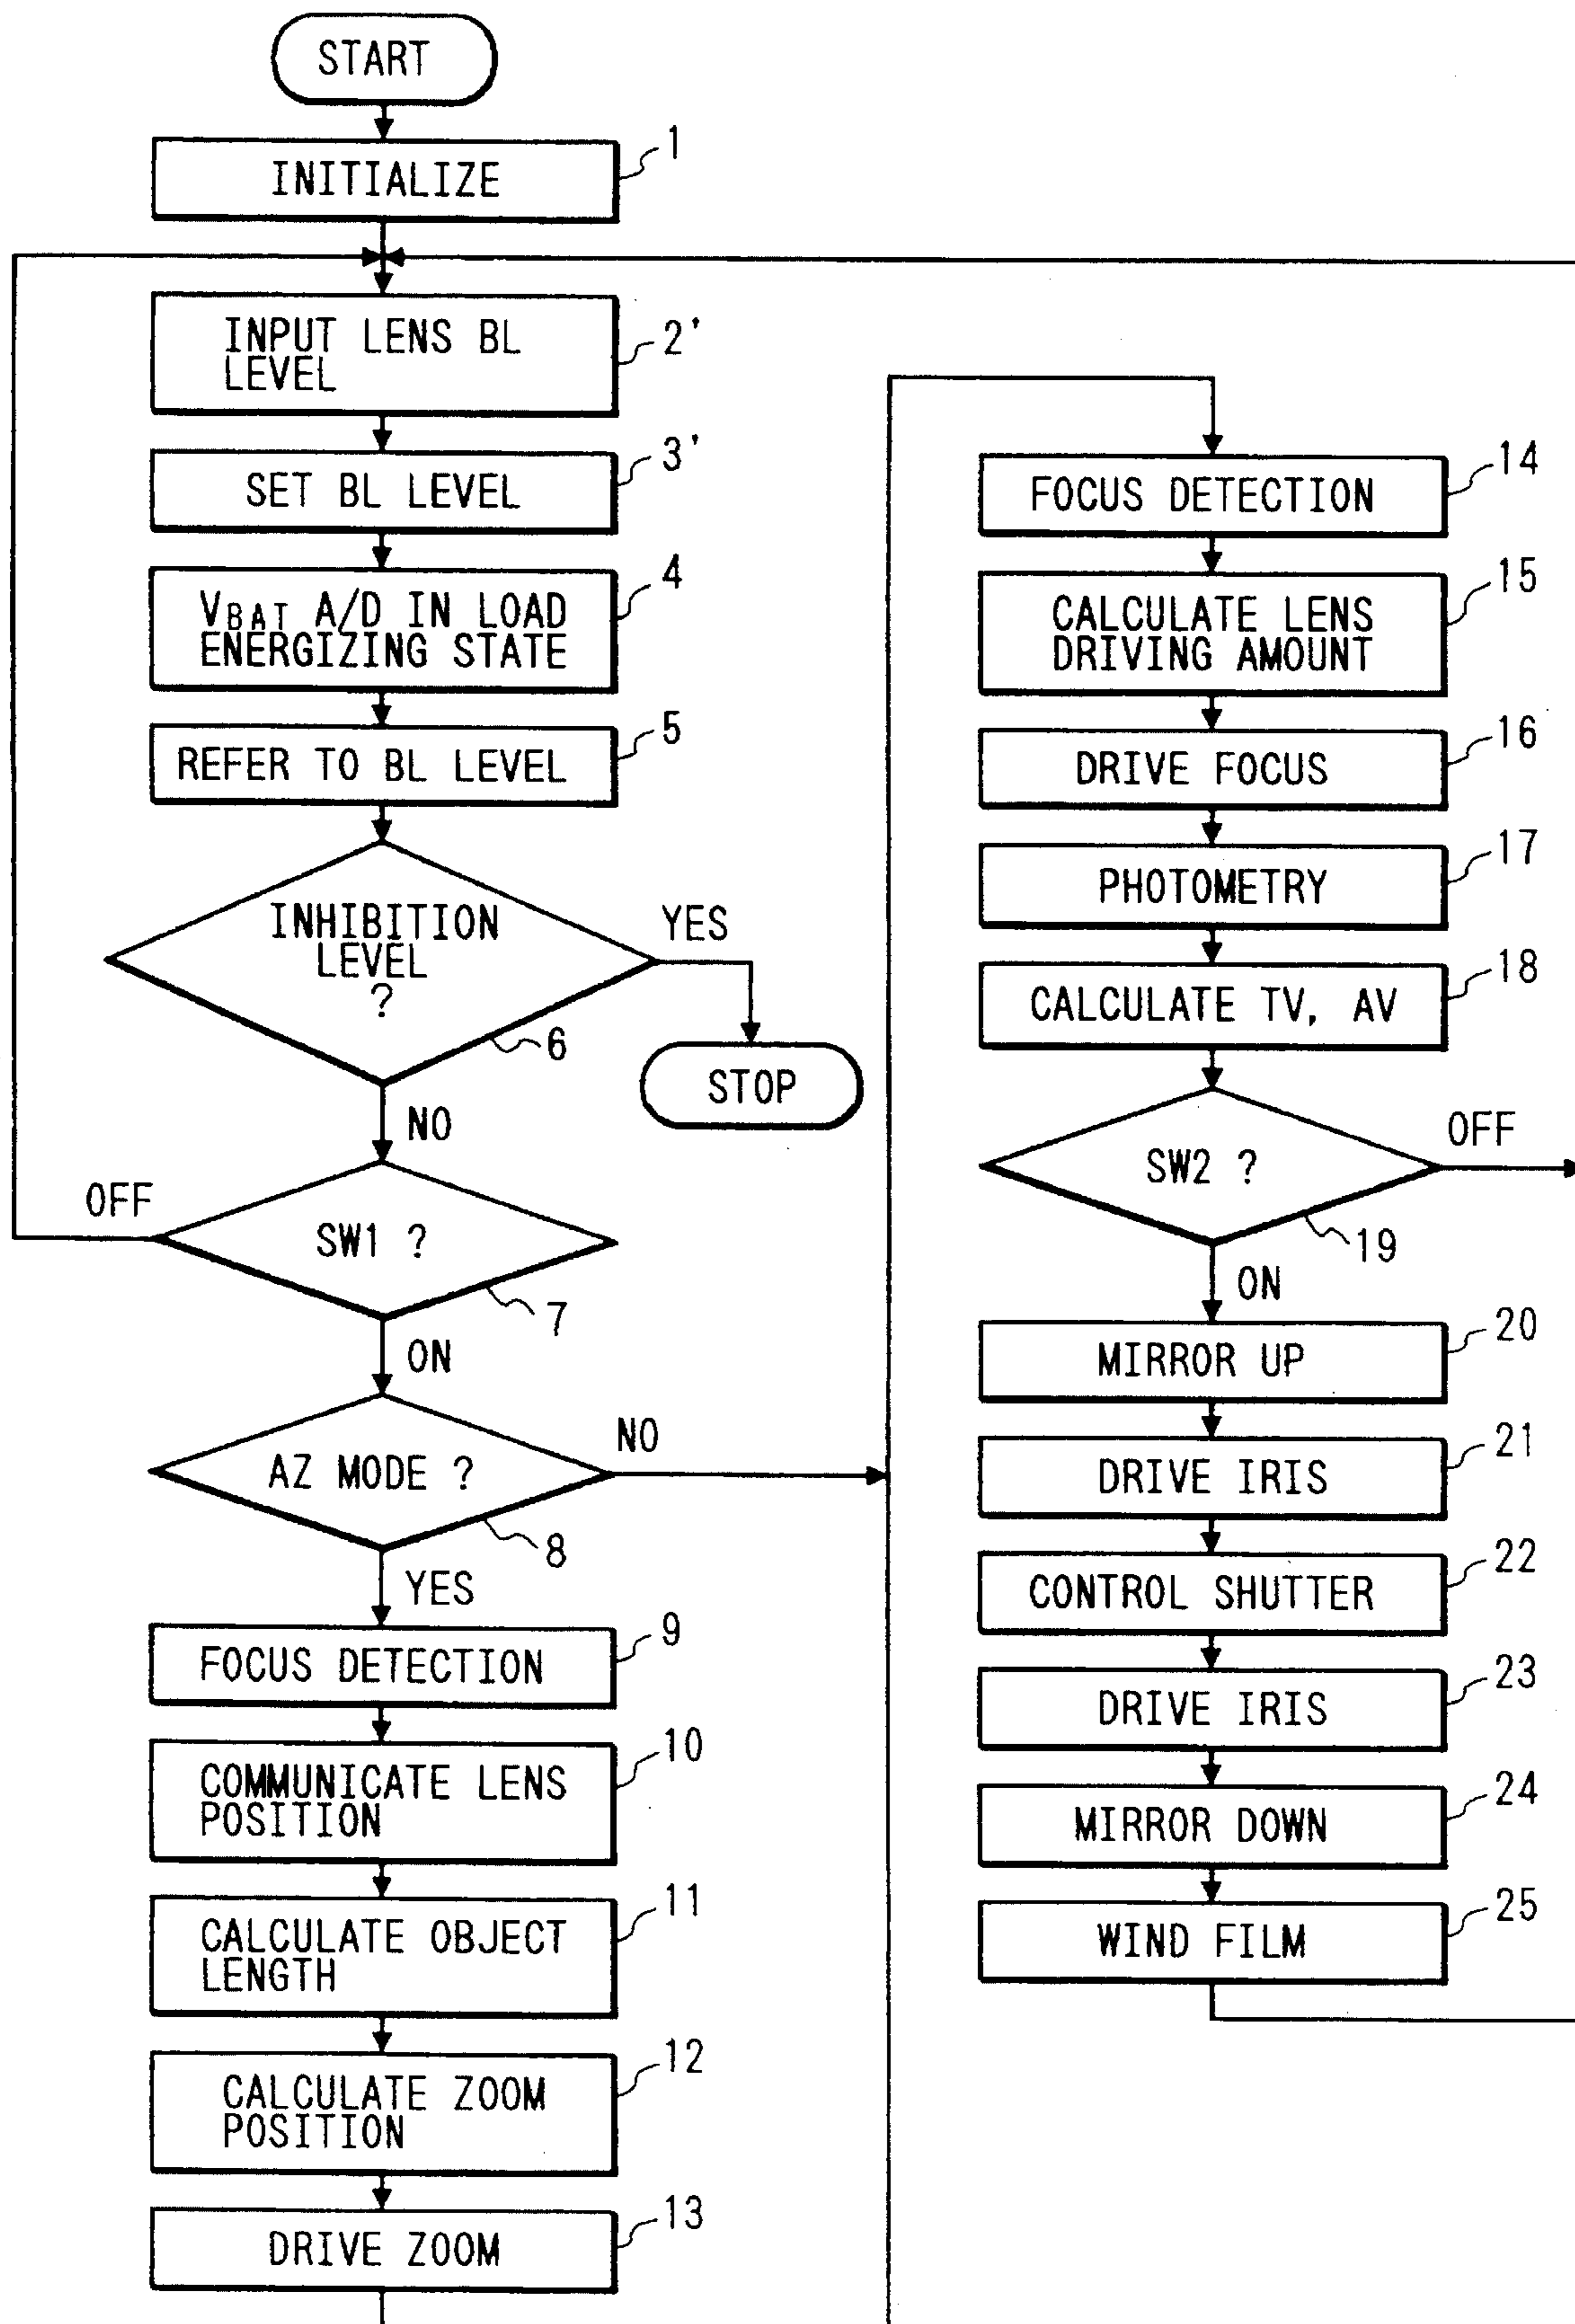 START
1
INITIALIZE
2'
INPUT LENS BL
LEVEL
3'
SET BL LEVEL
4
VBAT A/D IN LOAD
ENERGIZING STATE
5
REFER TO BL LEVEL
INHIBITION
LEVEL
?
YES
6
STOP
NO
OFF
SW1 ?
7
ON
NO
AZ MODE ?
8
YES
9
FOCUS DETECTION
10
COMMUNICATE LENS
POSITION
11
CALCULATE OBJECT
LENGTH
12
CALCULATE ZOOM
POSITION
13
DRIVE ZOOM
14
FOCUS DETECTION
15
CALCULATE LENS
DRIVING AMOUNT
16
DRIVE FOCUS
17
PHOTOMETRY
18
CALCULATE TV, AV
OFF
SW2 ?
19
ON
20
MIRROR UP
21
DRIVE IRIS
22
CONTROL SHUTTER
23
DRIVE IRIS
24
MIRROR DOWN
25
WIND FILM